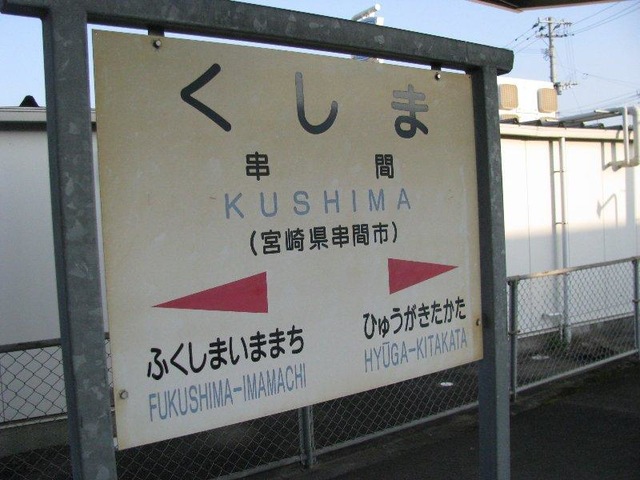 くしま
串間
KUSHIMA
(宮崎県串間市)
ふくしまいままち
FUKUSHIMA-IMAMACHI
ひゅうがきたかた
HYŪGA-KITAKATA